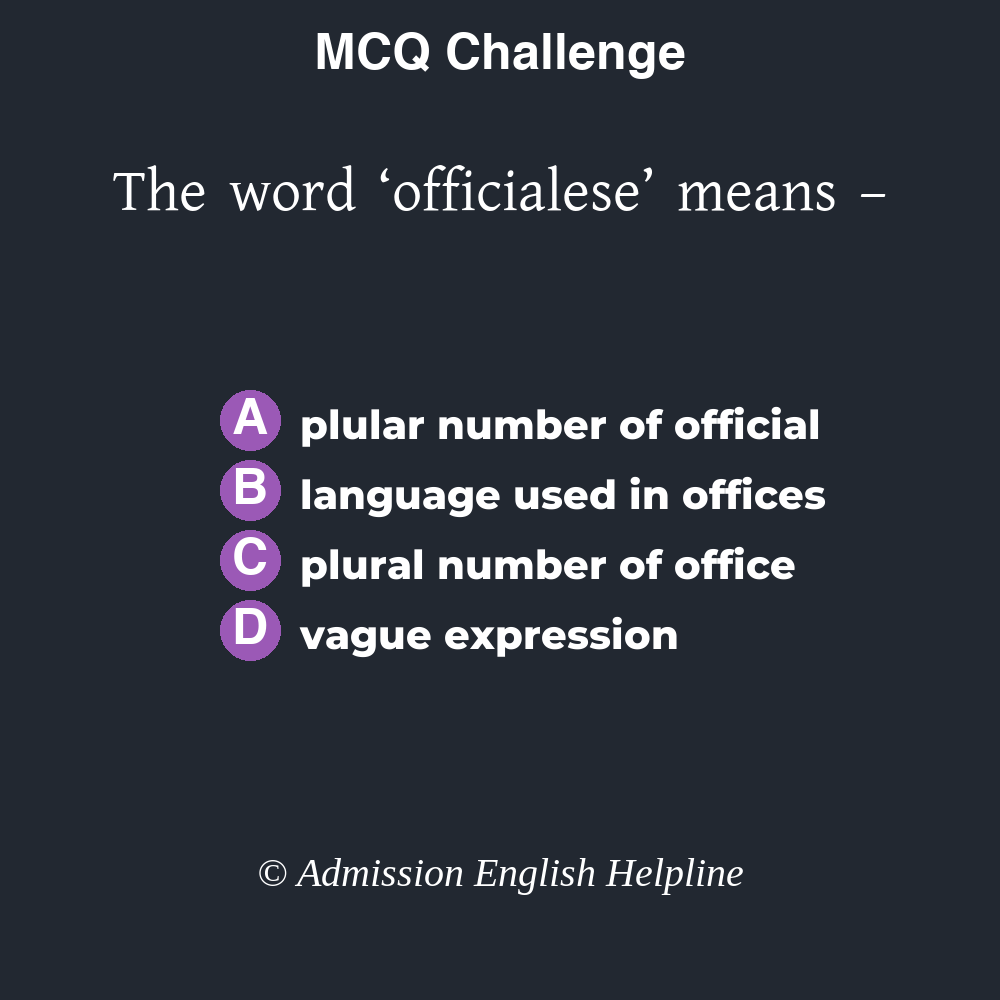 MCQ Challenge
The word ‘officialese’ means –
A plular number of official
B language used in offices
C plural number of office
D vague expression
© Admission English Helpline